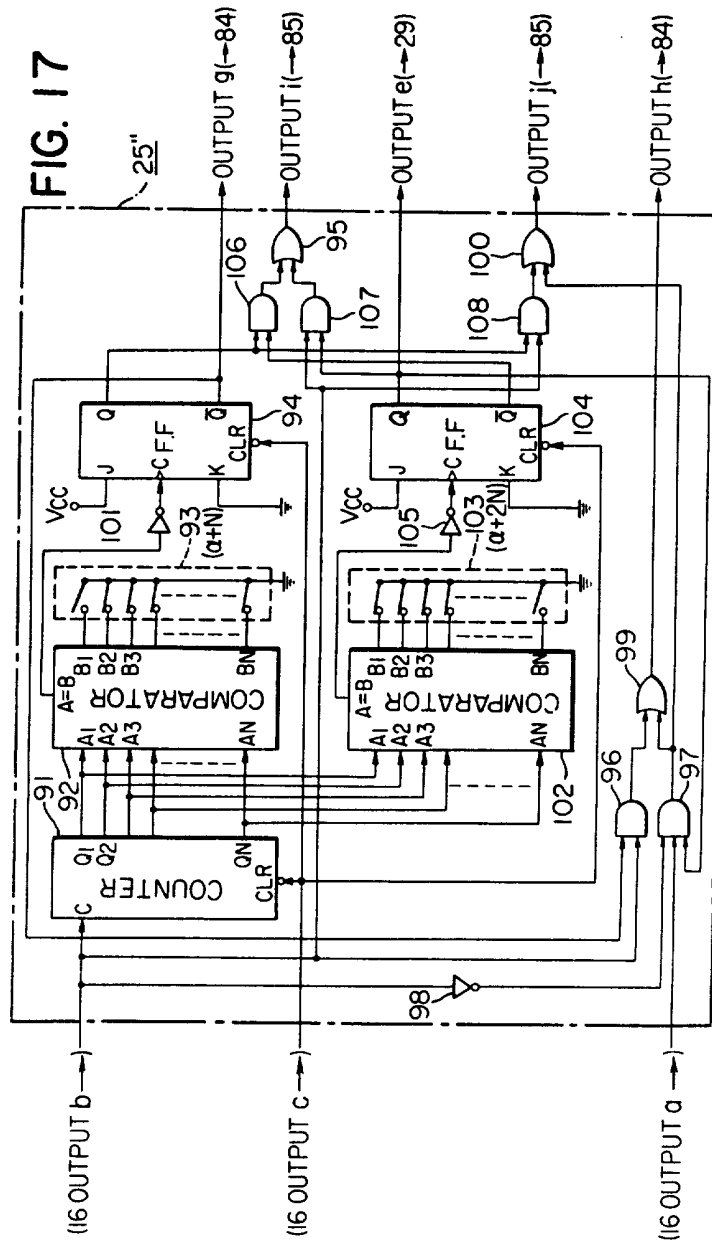 FIG. 17
25"
(16 OUTPUT b →)
(16 OUTPUT c →)
(16 OUTPUT a →)
OUTPUT g(→84)
OUTPUT i(→85)
OUTPUT e(→29)
OUTPUT j(→85)
OUTPUT h(→84)
91
C
COUNTER
Q1
Q2
QN
CLR
92
A1
A2
A3
AN
A=B
COMPARATOR
B1
B2
B3
BN
93
(α+N)
101
VCC
J
C F.F
K
Q
Q̅
CLR
94
106
107
95
102
A1
A2
A3
AN
A=B
COMPARATOR
B1
B2
B3
BN
103
(α+2N)
105
VCC
J
C F.F
K
Q
Q̅
CLR
104
108
100
98
96
97
99